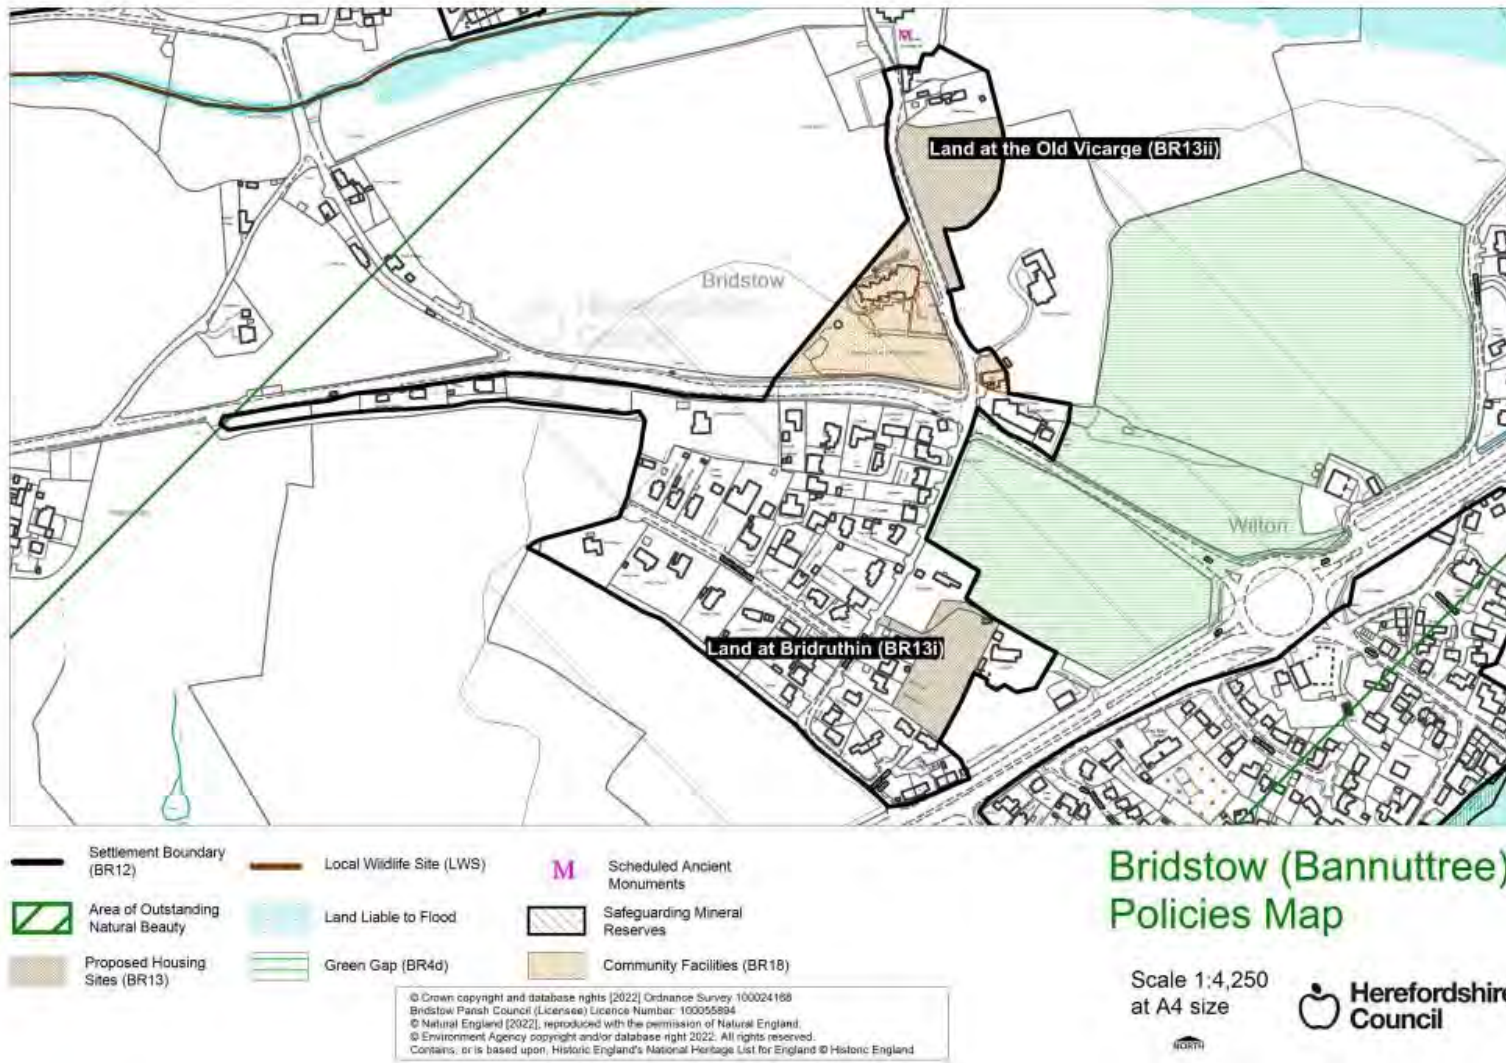 M
Land at the Old Vicarge (BR13ii)
Bridstow
Wilton
Land at Bridruthin (BR13i)
Settlement Boundary
(BR12)
Local Wildlife Site (LWS)
M
Scheduled Ancient
Monuments
Area of Outstanding
Natural Beauty
Land Liable to Flood
Safeguarding Mineral
Reserves
Proposed Housing
Sites (BR13)
Green Gap (BR4d)
Community Facilities (BR18)
© Crown copyright and database rights [2022] Ordnance Survey 100024168
Bridstow Parish Council (Licensee) Licence Number: 100055894
© Natural England [2022], reproduced with the permission of Natural England.
© Environment Agency copyright and/or database right 2022. All rights reserved.
Contains, or is based upon, Historic England's National Heritage List for England © Historic England
Bridstow (Bannuttree)
Policies Map
Scale 1:4,250
at A4 size
NORTH
Herefordshire
Council